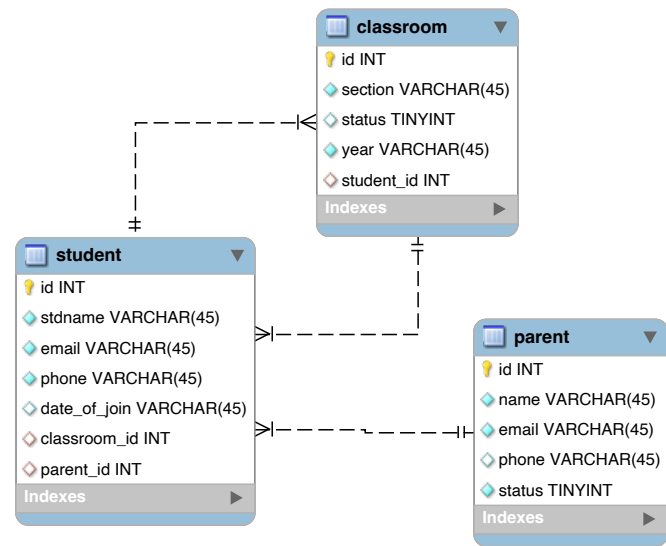 classroom
id INT
section VARCHAR(45)
status TINYINT
year VARCHAR(45)
student_id INT
Indexes
student
id INT
stdname VARCHAR(45)
email VARCHAR(45)
phone VARCHAR(45)
date_of_join VARCHAR(45)
classroom_id INT
parent_id INT
Indexes
parent
id INT
name VARCHAR(45)
email VARCHAR(45)
phone VARCHAR(45)
status TINYINT
Indexes